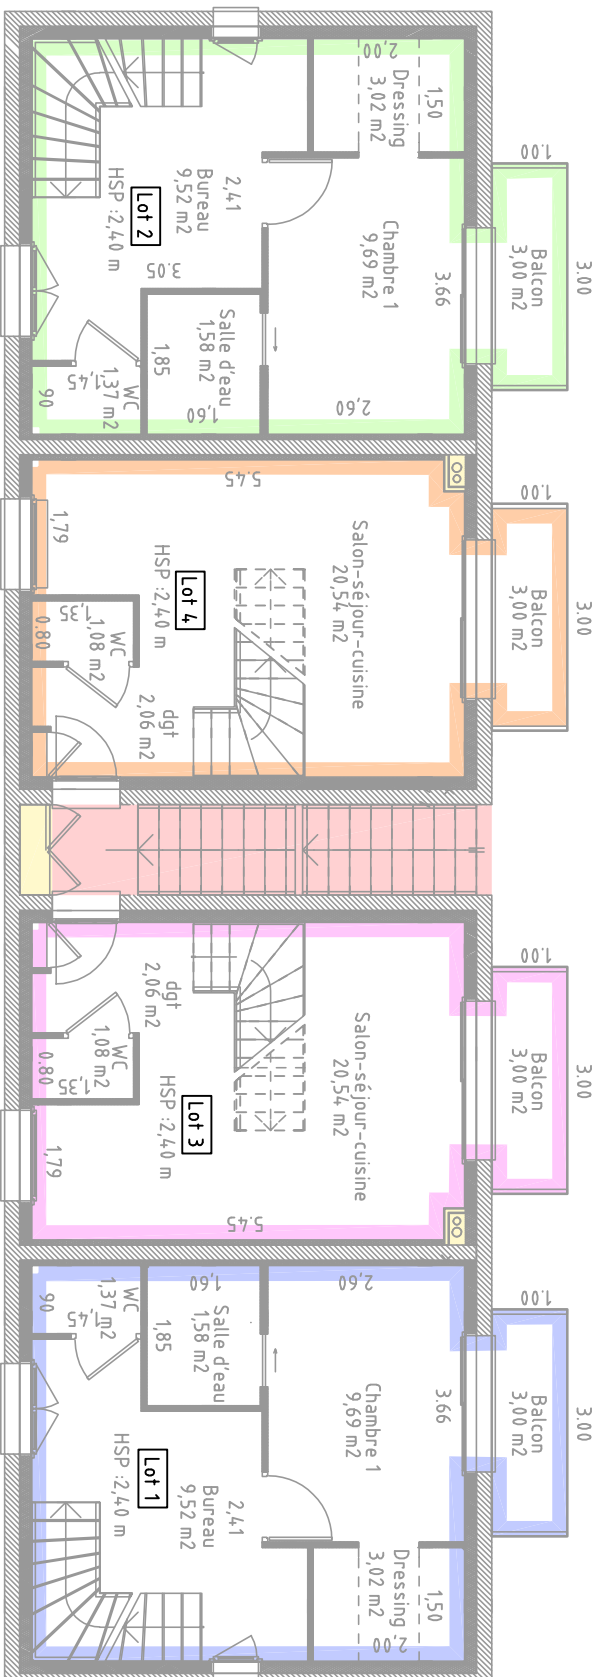 2,00
Dressing
3,02 m2
1,50
1.00
3.00
Balcon
3,00 m2
2,41
Bureau
9,52 m2
Lot 2
HSP :2,40 m
3.05
Chambre 1
9,69 m2
3.66
Salle d'eau
1,58 m2
1,85
1,60
2,60
WC
1,37 m2
1,45
90
5.45
1,79
Salon-séjour-cuisine
20,54 m2
Lot 4
HSP :2,40 m
WC
1,08 m2
1,35
0.80
dgt
2,06 m2
1.00
3.00
Balcon
3,00 m2
dgt
2,06 m2
WC
1,08 m2
1,35
0.80
Salon-séjour-cuisine
20,54 m2
Lot 3
HSP :2,40 m
1,79
5.45
1.00
3.00
Balcon
3,00 m2
WC
1,37 m2
1,45
90
1,60
Salle d'eau
1,58 m2
1,85
2,60
Chambre 1
9,69 m2
3.66
1.00
3.00
Balcon
3,00 m2
Lot 1
HSP :2,40 m
2,41
Bureau
9,52 m2
Dressing
3,02 m2
1,50
2,00